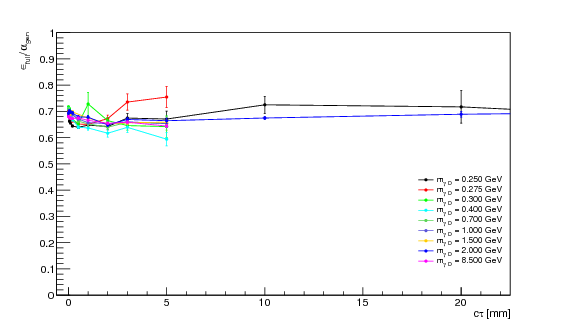 ε_full/α_gen
1
0.9
0.8
0.7
0.6
0.5
0.4
0.3
0.2
0.1
0
0 5 10 15 20
cτ [mm]
m_γD = 0.250 GeV
m_γD = 0.275 GeV
m_γD = 0.300 GeV
m_γD = 0.400 GeV
m_γD = 0.700 GeV
m_γD = 1.000 GeV
m_γD = 1.500 GeV
m_γD = 2.000 GeV
m_γD = 8.500 GeV